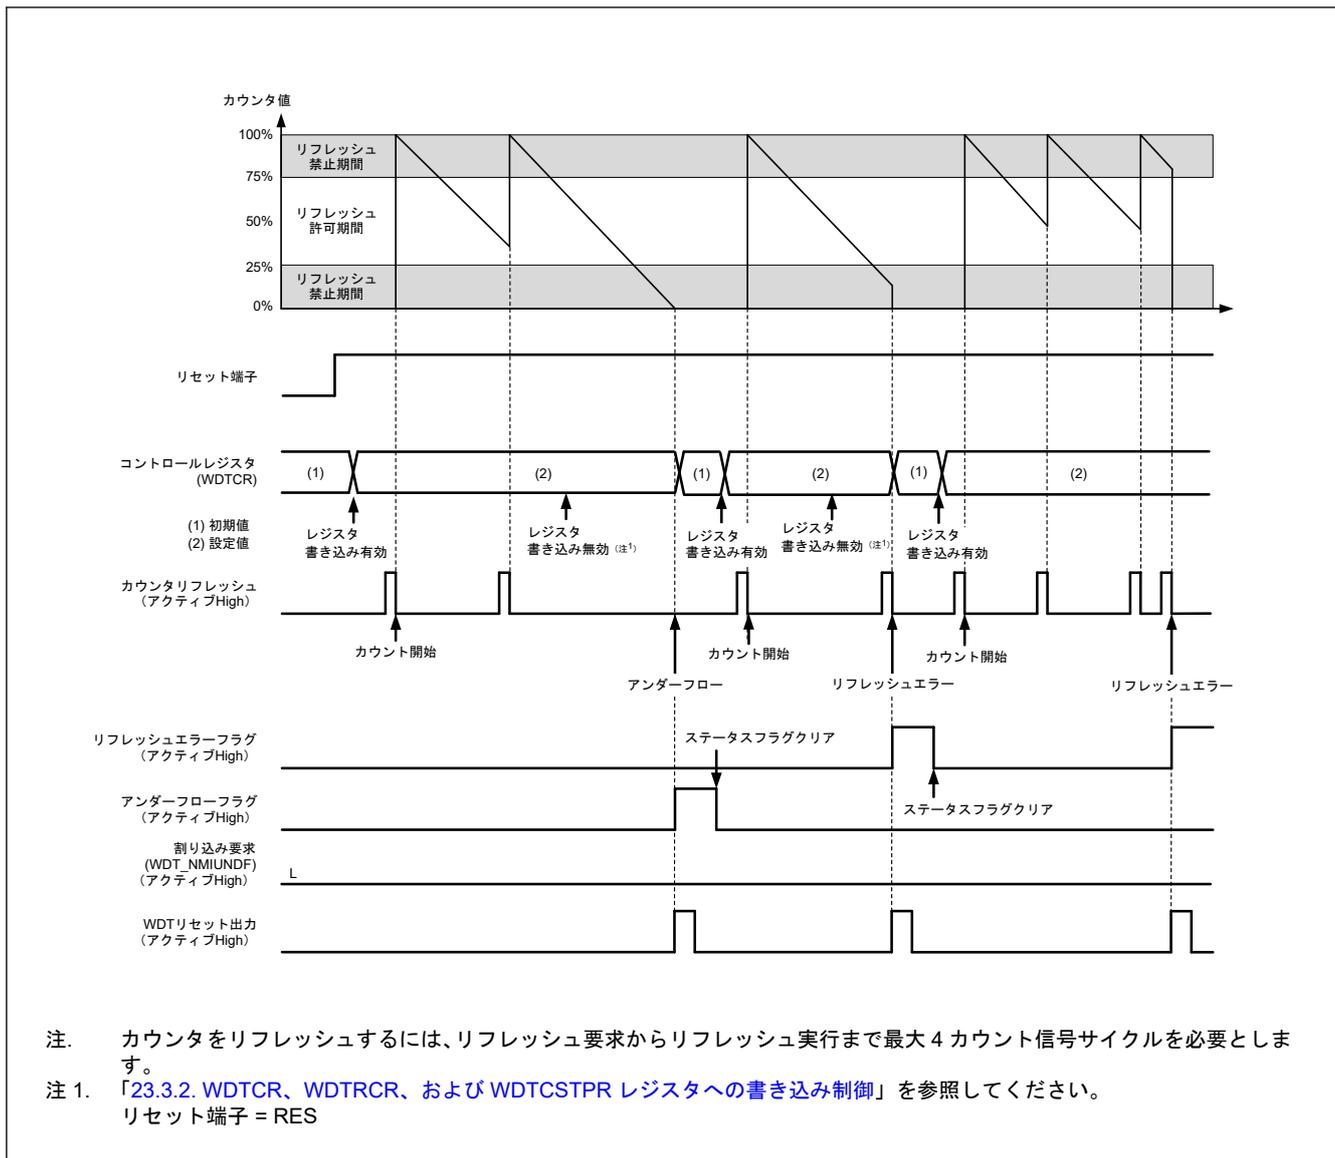 カウンタ値
100%
リフレッシュ
禁止期間
75%
リフレッシュ
許可期間
50%
25%
リフレッシュ
禁止期間
0%
リセット端子
コントロールレジスタ
(WDTCR)
(1)
(2)
(1)
(2)
(1)
(2)
(1) 初期値
(2) 設定値
レジスタ
書き込み有効
レジスタ
書き込み無効（注1）
レジスタ
書き込み有効
レジスタ
書き込み無効（注1）
レジスタ
書き込み有効
カウンタリフレッシュ
（アクティブHigh）
カウント開始
カウント開始
カウント開始
アンダーフロー
リフレッシュエラー
リフレッシュエラー
リフレッシュエラーフラグ
（アクティブHigh）
ステータスフラグクリア
アンダーフローフラグ
（アクティブHigh）
ステータスフラグクリア
割り込み要求
(WDT_NMIUNDF)
（アクティブHigh）
L
WDTリセット出力
（アクティブHigh）
注. カウンタをリフレッシュするには、リフレッシュ要求からリフレッシュ実行まで最大 4 カウント信号サイクルを必要としま
す。
注 1. 「23.3.2. WDTCR、WDTRCR、および WDTCSTPR レジスタへの書き込み制御」を参照してください。
リセット端子 = RES